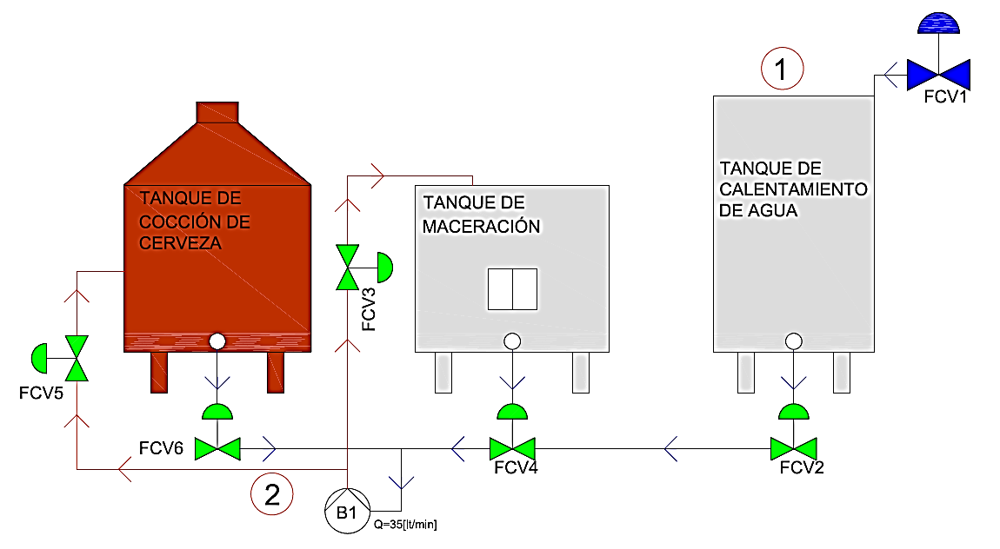 1
FCV1
TANQUE DE
CALENTAMIENTO
DE AGUA
TANQUE DE
COCCIÓN DE
CERVEZA
TANQUE DE
MACERACIÓN
FCV3
FCV5
FCV6
FCV4
FCV2
2
B1
Q=35[lt/min]